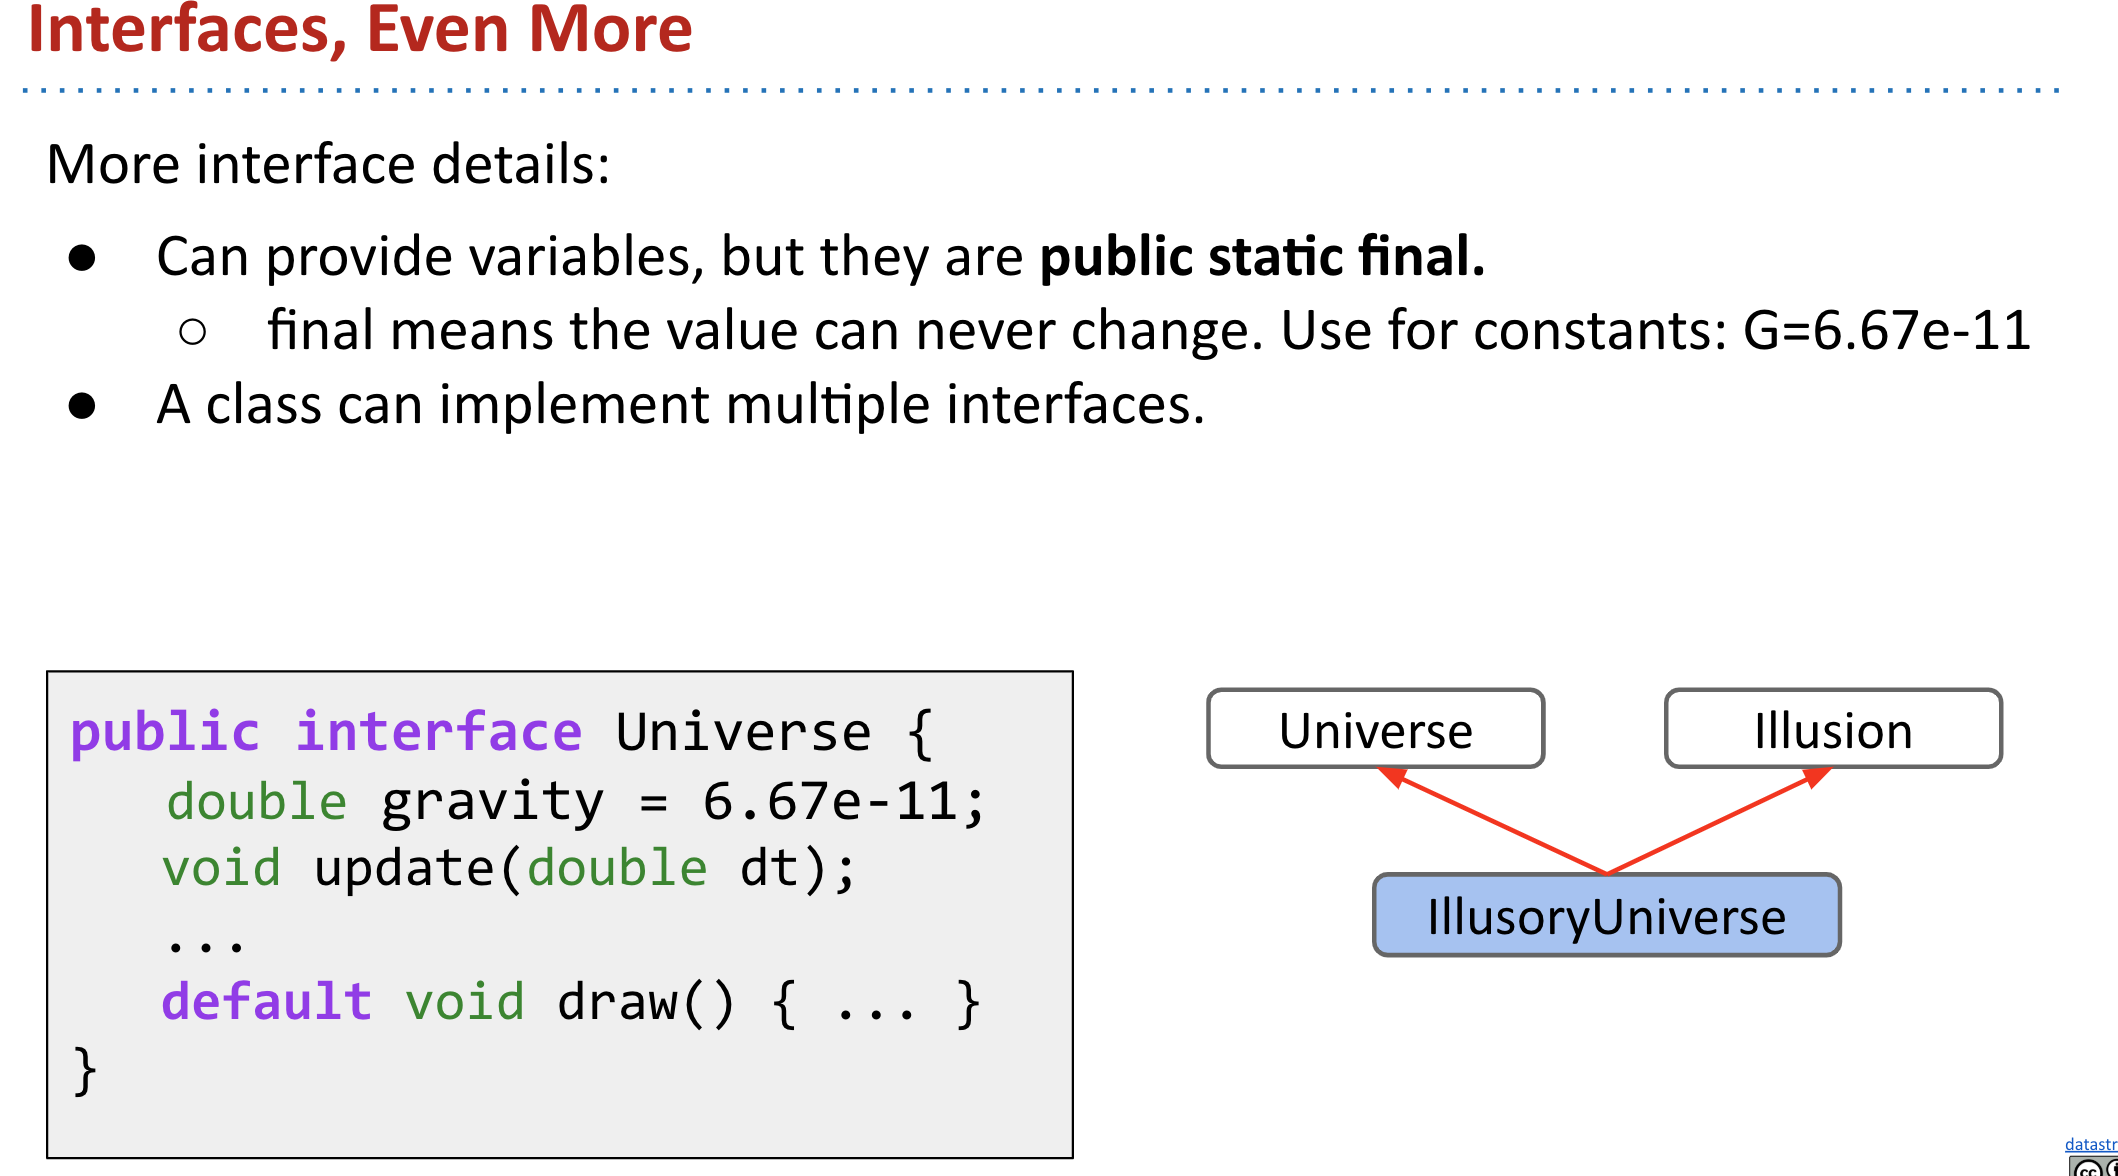 Interfaces, Even More
More interface details:
● Can provide variables, but they are public static final.
○ final means the value can never change. Use for constants: G=6.67e-11
● A class can implement multiple interfaces.
public interface Universe {
double gravity = 6.67e-11;
void update(double dt);
...
default void draw() { ... }
}
Universe
Illusion
IllusoryUniverse
datastr
cc